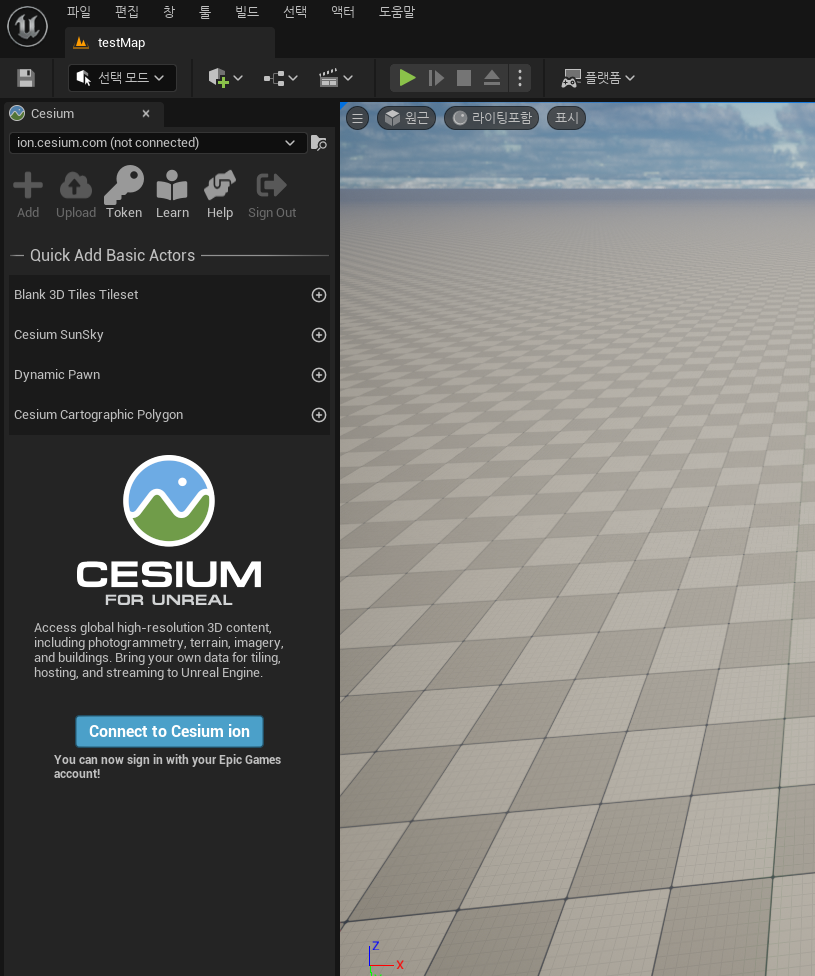 파일 편집 창 툴 빌드 선택 액터 도움말
testMap
선택 모드 플랫폼
Cesium
원근 라이팅포함 표시
ion.cesium.com (not connected)
Add Upload Token Learn Help Sign Out
Quick Add Basic Actors
Blank 3D Tiles Tileset
Cesium SunSky
Dynamic Pawn
Cesium Cartographic Polygon
CESIUM
FOR UNREAL
Access global high-resolution 3D content,
including photogrammetry, terrain, imagery,
and buildings. Bring your own data for tiling,
hosting, and streaming to Unreal Engine.
Connect to Cesium ion
You can now sign in with your Epic Games
account!
Z
X